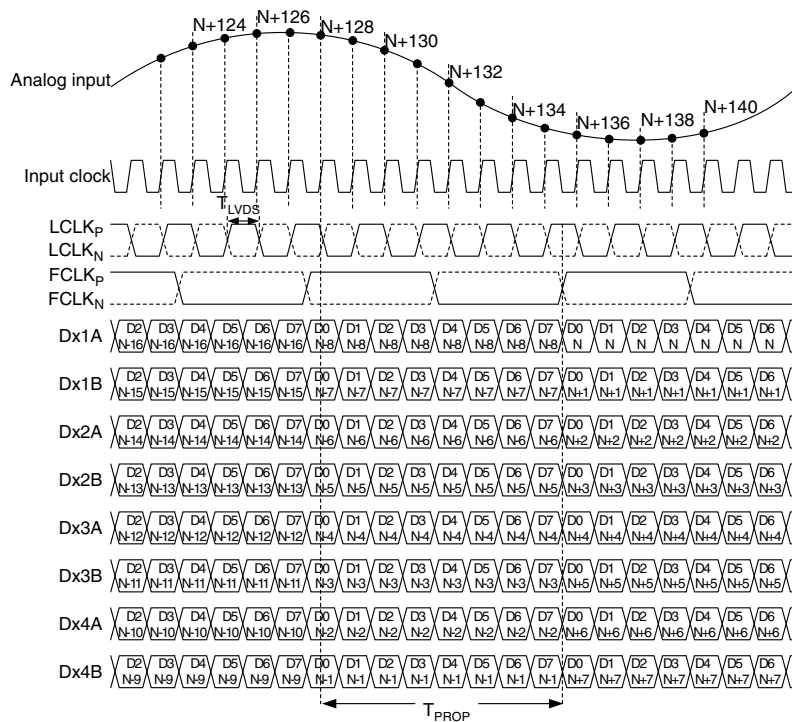 N+124
N+126
N+128
N+130
N+132
N+134
N+136
N+138
N+140
Analog input
Input clock
TLVDS
LCLKP
LCLKN
FCLKP
FCLKN
Dx1A
D2 D3 D4 D5 D6 D7 D0 D1 D2 D3 D4 D5 D6 D7 D0 D1 D2 D3 D4 D5 D6
N-16 N-16 N-16 N-16 N-16 N-16 N-8 N-8 N-8 N-8 N-8 N-8 N-8 N-8 N N N N N N N
Dx1B
D2 D3 D4 D5 D6 D7 D0 D1 D2 D3 D4 D5 D6 D7 D0 D1 D2 D3 D4 D5 D6
N-15 N-15 N-15 N-15 N-15 N-15 N-7 N-7 N-7 N-7 N-7 N-7 N-7 N-7 N+1 N+1 N+1 N+1 N+1 N+1 N+1
Dx2A
D2 D3 D4 D5 D6 D7 D0 D1 D2 D3 D4 D5 D6 D7 D0 D1 D2 D3 D4 D5 D6
N-14 N-14 N-14 N-14 N-14 N-14 N-6 N-6 N-6 N-6 N-6 N-6 N-6 N-6 N+2 N+2 N+2 N+2 N+2 N+2 N+2
Dx2B
D2 D3 D4 D5 D6 D7 D0 D1 D2 D3 D4 D5 D6 D7 D0 D1 D2 D3 D4 D5 D6
N-13 N-13 N-13 N-13 N-13 N-13 N-5 N-5 N-5 N-5 N-5 N-5 N-5 N-5 N+3 N+3 N+3 N+3 N+3 N+3 N+3
Dx3A
D2 D3 D4 D5 D6 D7 D0 D1 D2 D3 D4 D5 D6 D7 D0 D1 D2 D3 D4 D5 D6
N-12 N-12 N-12 N-12 N-12 N-12 N-4 N-4 N-4 N-4 N-4 N-4 N-4 N-4 N+4 N+4 N+4 N+4 N+4 N+4 N+4
Dx3B
D2 D3 D4 D5 D6 D7 D0 D1 D2 D3 D4 D5 D6 D7 D0 D1 D2 D3 D4 D5 D6
N-11 N-11 N-11 N-11 N-11 N-11 N-3 N-3 N-3 N-3 N-3 N-3 N-3 N-3 N+5 N+5 N+5 N+5 N+5 N+5 N+5
Dx4A
D2 D3 D4 D5 D6 D7 D0 D1 D2 D3 D4 D5 D6 D7 D0 D1 D2 D3 D4 D5 D6
N-10 N-10 N-10 N-10 N-10 N-10 N-2 N-2 N-2 N-2 N-2 N-2 N-2 N-2 N+6 N+6 N+6 N+6 N+6 N+6 N+6
Dx4B
D2 D3 D4 D5 D6 D7 D0 D1 D2 D3 D4 D5 D6 D7 D0 D1 D2 D3 D4 D5 D6
N-9 N-9 N-9 N-9 N-9 N-9 N-1 N-1 N-1 N-1 N-1 N-1 N-1 N-1 N+7 N+7 N+7 N+7 N+7 N+7 N+7
TPROP